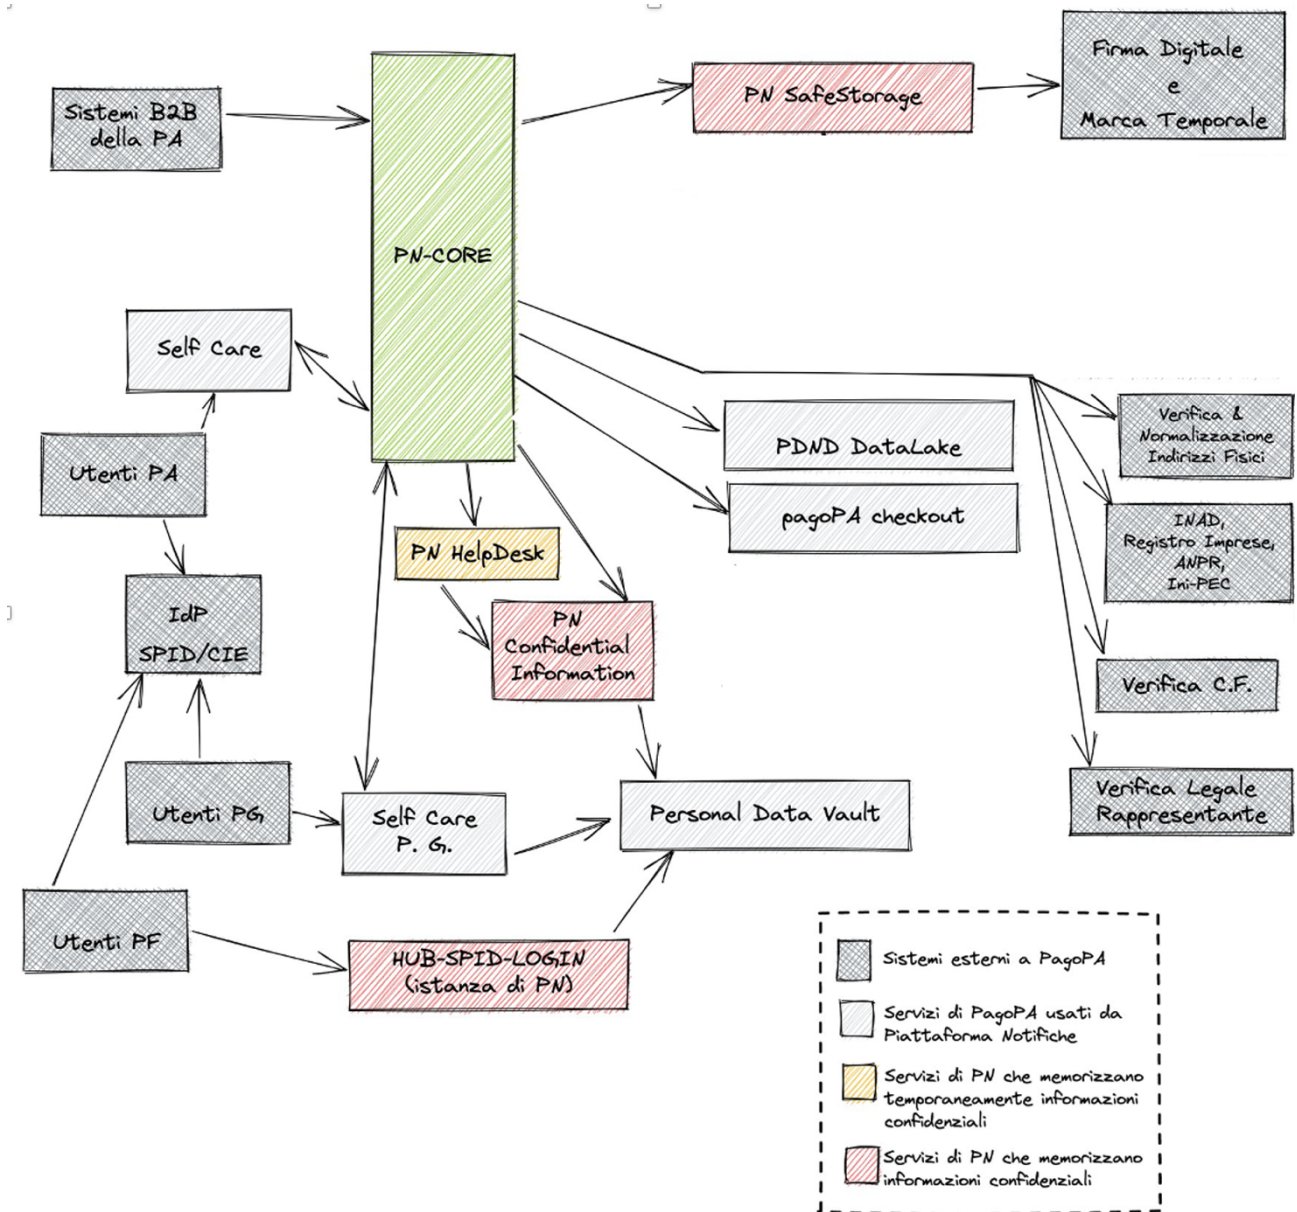 Firma Digitale
e
Marca Temporale
PN SafeStorage
Sistemi B2B
della PA
PN-CORE
Self Care
Verifica &
Normalizzazione
Indirizzi Fisici
PDND DataLake
Utenti PA
pagoPA checkout
INAD,
Registro Imprese,
ANPR,
Ini-PEC
PN HelpDesk
IdP
SPID/CIE
PN
Confidential
Information
Verifica C.F.
Utenti PG
Self Care
P. G.
Personal Data Vault
Verifica Legale
Rappresentante
Utenti PF
HUB-SPID-LOGIN
(istanza di PN)
Sistemi esterni a PagoPA
Servizi di PagoPA usati da
Piattaforma Notifiche
Servizi di PN che memorizzano
temporaneamente informazioni
confidenziali
Servizi di PN che memorizzano
informazioni confidenziali